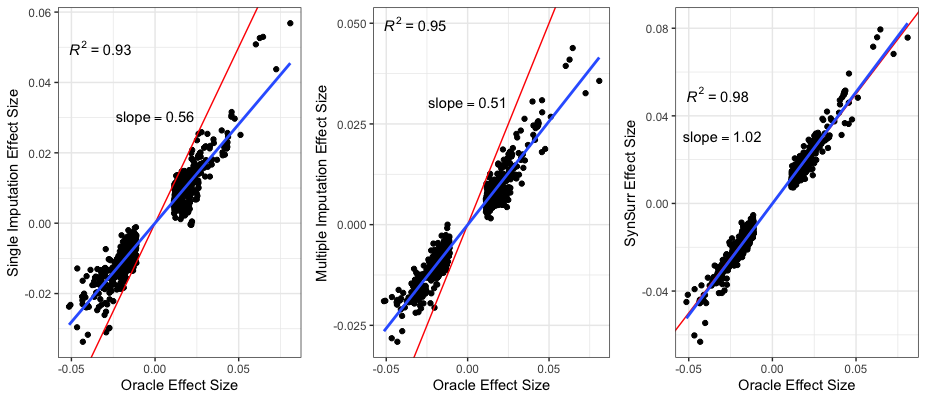 Single Imputation Effect Size
0.06
0.04
0.02
0.00
-0.02
R² = 0.93
slope = 0.56
-0.05
0.00
0.05
Oracle Effect Size
Multiple Imputation Effect Size
0.050
0.025
0.000
-0.025
R² = 0.95
slope = 0.51
-0.05
0.00
0.05
Oracle Effect Size
SynSurr Effect Size
0.08
0.04
0.00
-0.04
R² = 0.98
slope = 1.02
-0.05
0.00
0.05
Oracle Effect Size